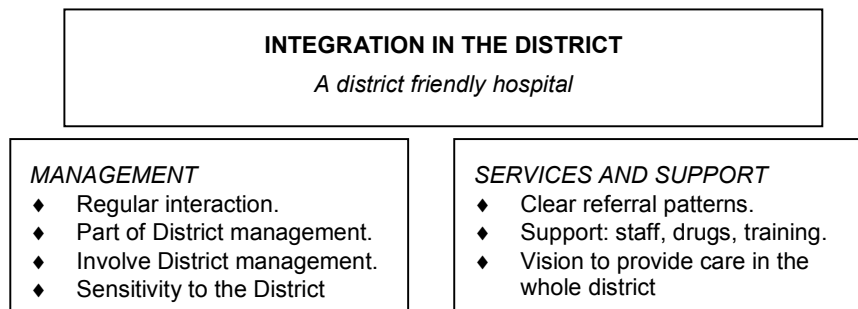 INTEGRATION IN THE DISTRICT
A district friendly hospital
MANAGEMENT
♦ Regular interaction.
♦ Part of District management.
♦ Involve District management.
♦ Sensitivity to the District
SERVICES AND SUPPORT
♦ Clear referral patterns.
♦ Support: staff, drugs, training.
♦ Vision to provide care in the
whole district